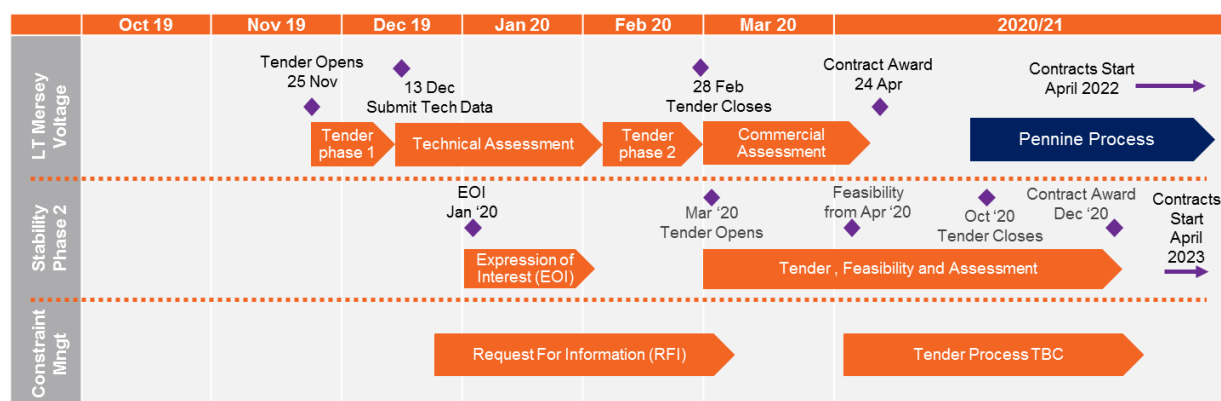 Oct 19
Nov 19
Dec 19
Jan 20
Feb 20
Mar 20
2020/21
LT Mersey
Voltage
Tender Opens
25 Nov
13 Dec
Submit Tech Data
28 Feb
Tender Closes
Contract Award
24 Apr
Contracts Start
April 2022
Tender
phase 1
Technical Assessment
Tender
phase 2
Commercial
Assessment
Pennine Process
Stability
Phase 2
EOI
Jan ‘20
Mar ‘20
Tender Opens
Feasibility
from Apr ‘20
Oct ‘20
Tender Closes
Contract Award
Dec ‘20
Contracts
Start
April
2023
Expression of
Interest (EOI)
Tender , Feasibility and Assessment
Constraint
Mngt
Request For Information (RFI)
Tender Process TBC